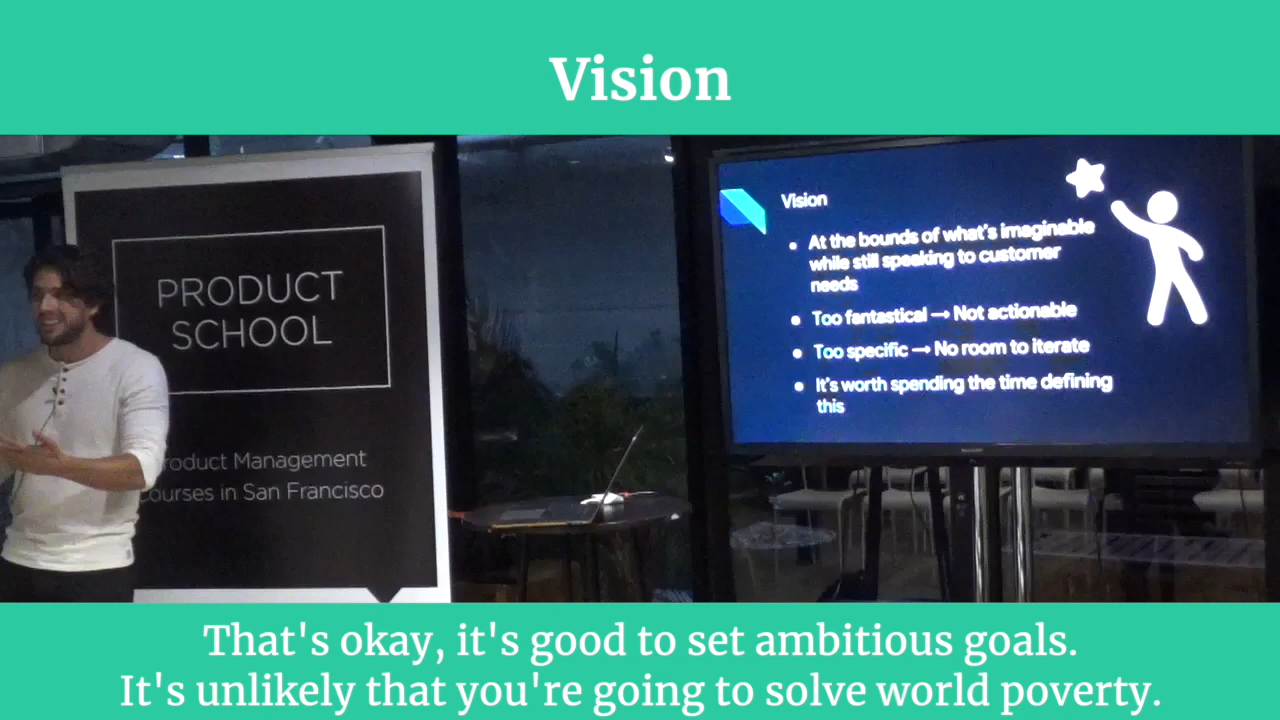 Vision
PRODUCT
SCHOOL
roduct Management
ourses in San Francisco
Vision
• At the bounds of what's imaginable
while still speaking to customer
needs
• Too fantastical → Not actionable
• Too specific → No room to iterate
• It's worth spending the time defining
this
That's okay, it's good to set ambitious goals.
It's unlikely that you're going to solve world poverty.